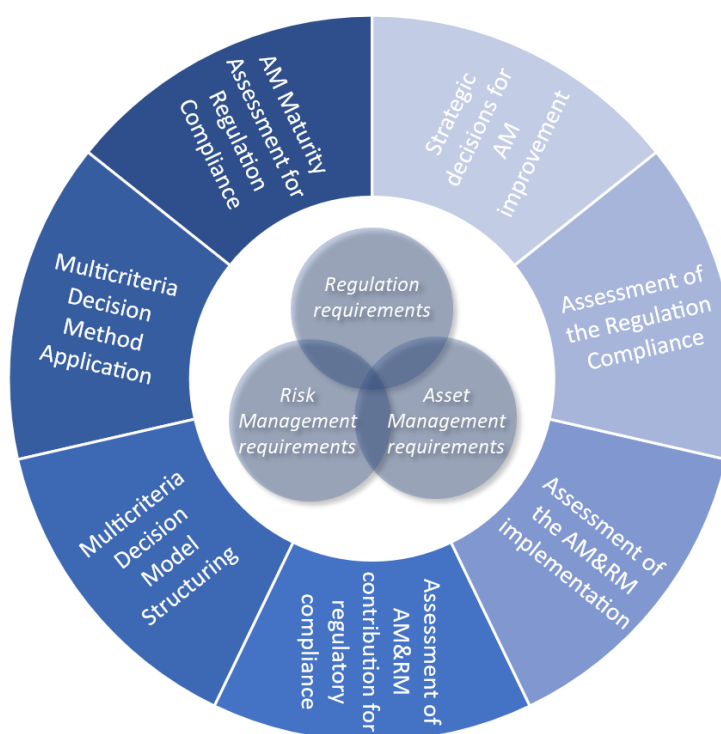 Strategic
decisions for
AM
improvement
Assessment of
the Regulation
Compliance
Assessment of
the AM&RM
implementation
Assessment of
AM&RM
contribution for
regulatory
compliance
Multicriteria
Decision
Model
Structuring
Multicriteria
Decision
Method
Application
AM Maturity
Assessment for
Regulation
Compliance
Regulation
requirements
Risk
Management
requirements
Asset
Management
requirements